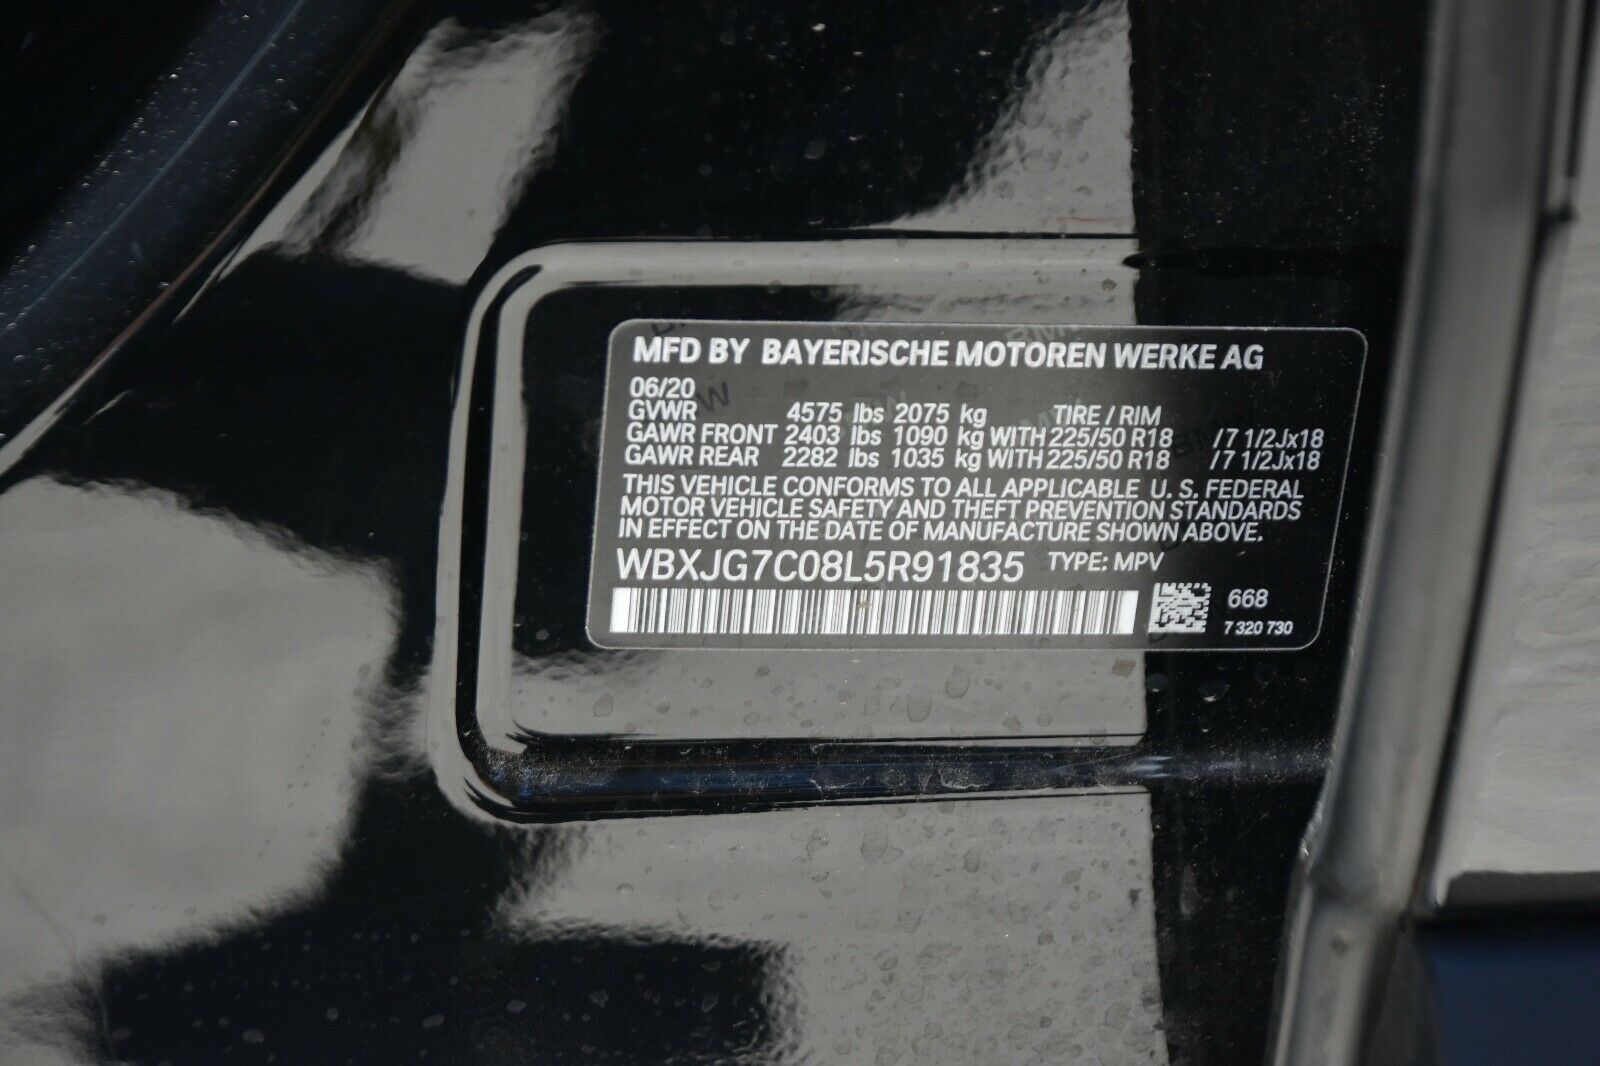 MFD BY BAYERISCHE MOTOREN WERKE AG
06/20
GVWR 4575 lbs 2075 kg TIRE / RIM
GAWR FRONT 2403 lbs 1090 kg WITH 225/50 R18 /7 1/2Jx18
GAWR REAR 2282 lbs 1035 kg WITH 225/50 R18 /7 1/2Jx18
THIS VEHICLE CONFORMS TO ALL APPLICABLE U. S. FEDERAL
MOTOR VEHICLE SAFETY AND THEFT PREVENTION STANDARDS
IN EFFECT ON THE DATE OF MANUFACTURE SHOWN ABOVE.
WBXJG7C08L5R91835 TYPE: MPV
668
7 320 730